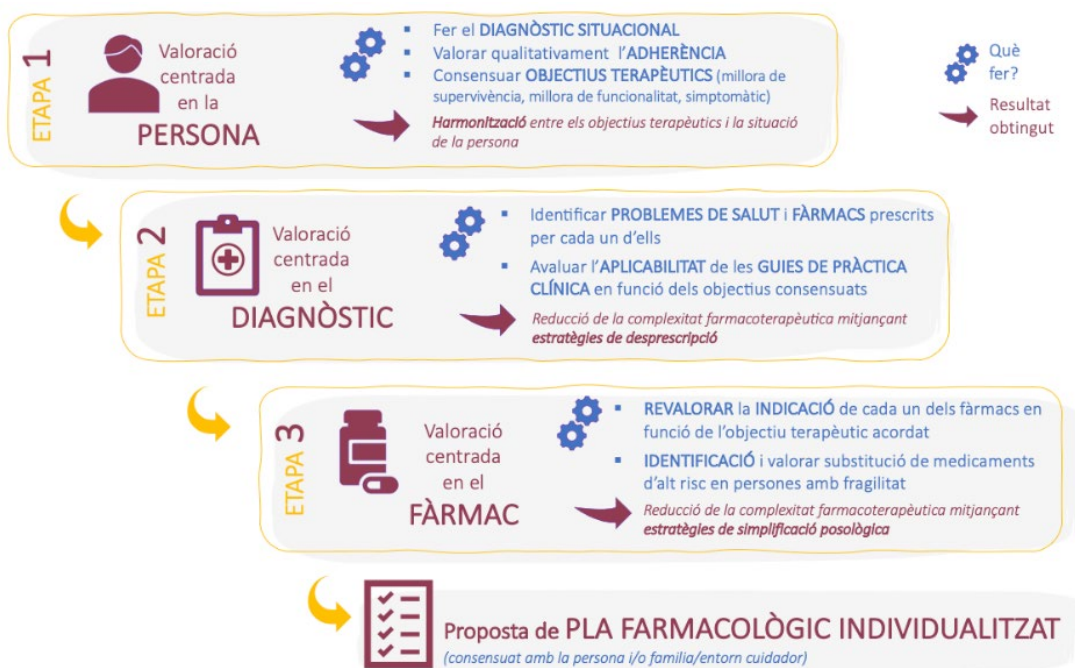 ETAPA 1
Valoració
centrada
en la
PERSONA
▪ Fer el DIAGNÒSTIC SITUACIONAL
▪ Valorar qualitativament l'ADHERÈNCIA
▪ Consensuar OBJECTIUS TERAPÈUTICS (millora de
supervivència, millora de funcionalitat, simptomàtic)
Harmonització entre els objectius terapèutics i la situació
de la persona
Què
fer?
Resultat
obtingut
ETAPA 2
Valoració
centrada
en el
DIAGNÒSTIC
▪ Identificar PROBLEMES DE SALUT i FÀRMACS prescrits
per cada un d'ells
▪ Avaluar l'APLICABILITAT de les GUIES DE PRÀCTICA
CLÍNICA en funció dels objectius consensuats
Reducció de la complexitat farmacoterapèutica mitjançant
estratègies de desprescripció
ETAPA 3
Valoració
centrada
en el
FÀRMAC
▪ REVALORAR la INDICACIÓ de cada un dels fàrmacs en
funció de l'objectiu terapèutic acordat
▪ IDENTIFICACIÓ i valorar substitució de medicaments
d'alt risc en persones amb fragilitat
Reducció de la complexitat farmacoterapèutica mitjançant
estratègies de simplificació posològica
Proposta de PLA FARMACOLÒGIC INDIVIDUALITZAT
(consensuat amb la persona i/o familia/entorn cuidador)